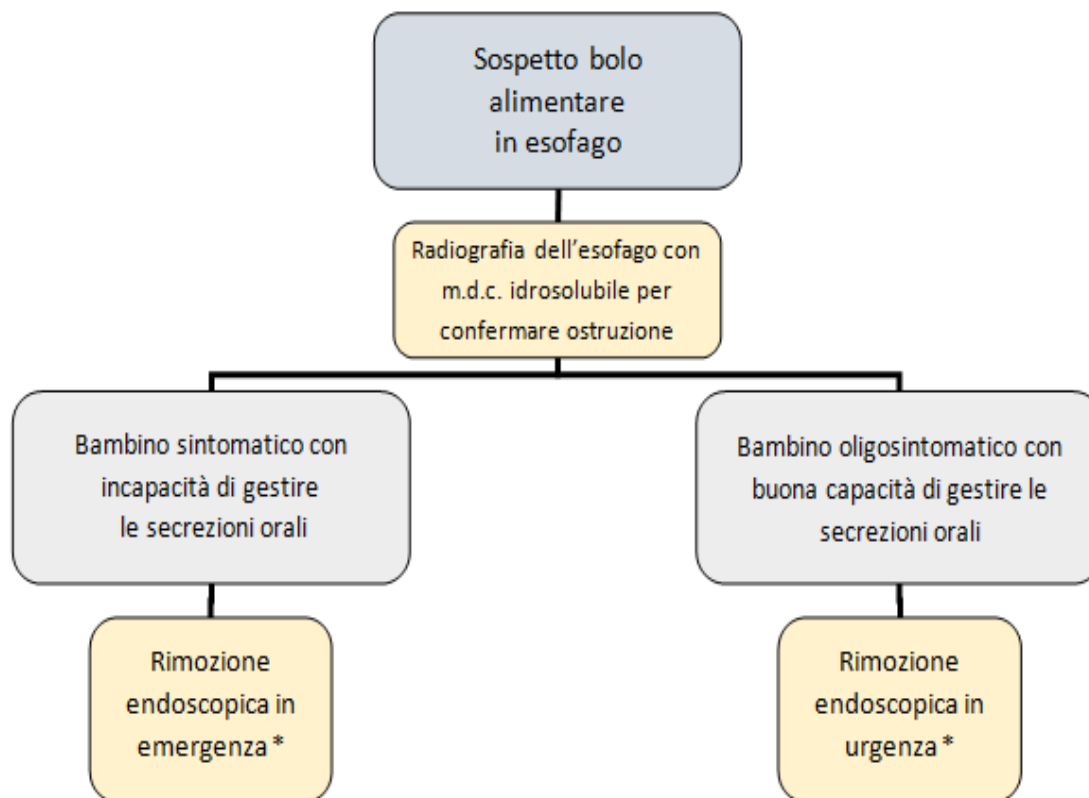 Sospetto bolo
alimentare
in esofago
Radiografia dell'esofago con
m.d.c. idrosolubile per
confermare ostruzione
Bambino sintomatico con
incapacità di gestire
le secrezioni orali
Bambino oligosintomatico con
buona capacità di gestire le
secrezioni orali
Rimozione
endoscopica in
emergenza *
Rimozione
endoscopica in
urgenza *